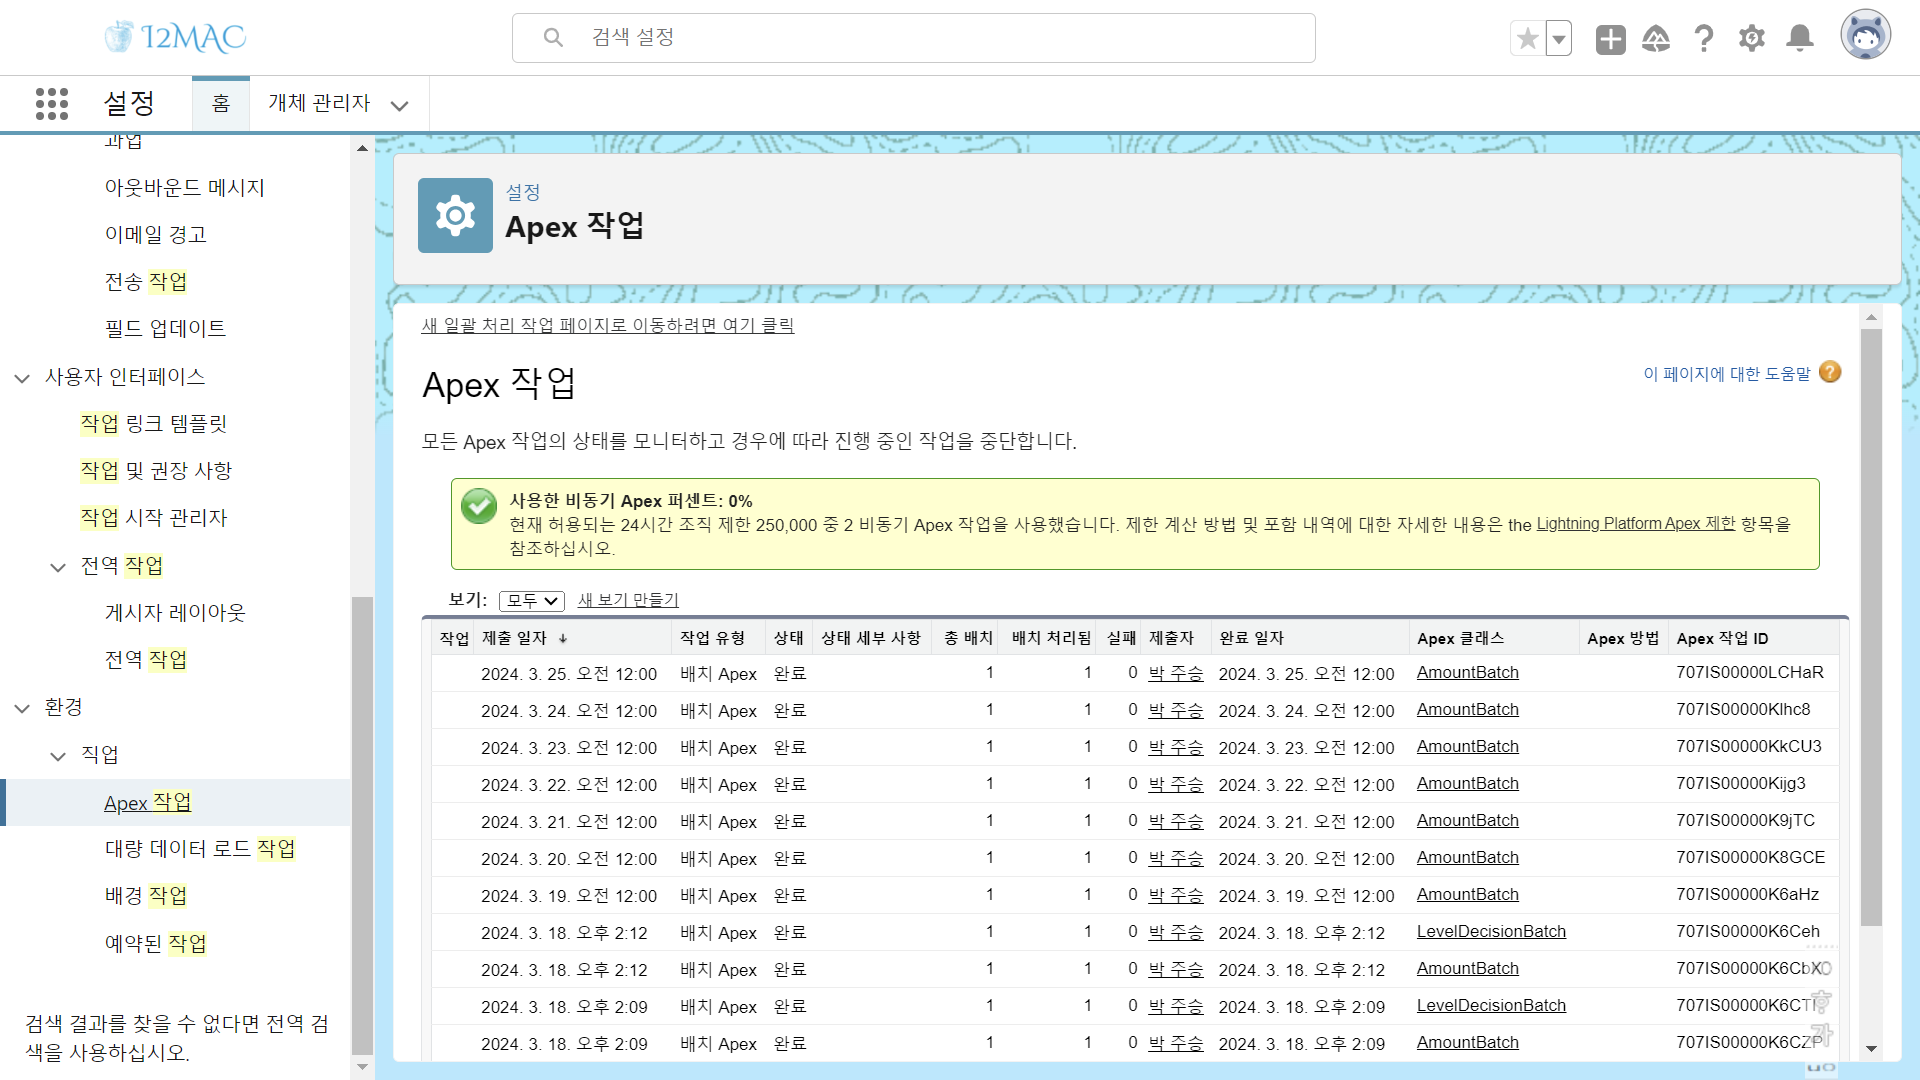 I2MAC
검색 설정
설정
홈
개체 관리자
과업
아웃바운드 메시지
이메일 경고
전송 작업
필드 업데이트
사용자 인터페이스
작업 링크 템플릿
작업 및 권장 사항
작업 시작 관리자
전역 작업
게시자 레이아웃
전역 작업
환경
직업
Apex 작업
대량 데이터 로드 작업
배경 작업
예약된 작업
검색 결과를 찾을 수 없다면 전역 검
색을 사용하십시오.
설정
Apex 작업
새 일괄 처리 작업 페이지로 이동하려면 여기 클릭
Apex 작업
이 페이지에 대한 도움말
모든 Apex 작업의 상태를 모니터하고 경우에 따라 진행 중인 작업을 중단합니다.
사용한 비동기 Apex 퍼센트: 0%
현재 허용되는 24시간 조직 제한 250,000 중 2 비동기 Apex 작업을 사용했습니다. 제한 계산 방법 및 포함 내역에 대한 자세한 내용은 the Lightning Platform Apex 제한 항목을
참조하십시오.
보기: 모두 새 보기 만들기
작업 제출 일자 작업 유형 상태 상태 세부 사항 총 배치 배치 처리됨 실패 제출자 완료 일자 Apex 클래스 Apex 방법 Apex 작업 ID
2024. 3. 25. 오전 12:00 배치 Apex 완료 1 1 0 박 주승 2024. 3. 25. 오전 12:00 AmountBatch 707IS00000LCHaR
2024. 3. 24. 오전 12:00 배치 Apex 완료 1 1 0 박 주승 2024. 3. 24. 오전 12:00 AmountBatch 707IS00000Klhc8
2024. 3. 23. 오전 12:00 배치 Apex 완료 1 1 0 박 주승 2024. 3. 23. 오전 12:00 AmountBatch 707IS00000KkCU3
2024. 3. 22. 오전 12:00 배치 Apex 완료 1 1 0 박 주승 2024. 3. 22. 오전 12:00 AmountBatch 707IS00000Kijg3
2024. 3. 21. 오전 12:00 배치 Apex 완료 1 1 0 박 주승 2024. 3. 21. 오전 12:00 AmountBatch 707IS00000K9jTC
2024. 3. 20. 오전 12:00 배치 Apex 완료 1 1 0 박 주승 2024. 3. 20. 오전 12:00 AmountBatch 707IS00000K8GCE
2024. 3. 19. 오전 12:00 배치 Apex 완료 1 1 0 박 주승 2024. 3. 19. 오전 12:00 AmountBatch 707IS00000K6aHz
2024. 3. 18. 오후 2:12 배치 Apex 완료 1 1 0 박 주승 2024. 3. 18. 오후 2:12 LevelDecisionBatch 707IS00000K6Ceh
2024. 3. 18. 오후 2:12 배치 Apex 완료 1 1 0 박 주승 2024. 3. 18. 오후 2:12 AmountBatch
2024. 3. 18. 오후 2:09 배치 Apex 완료 1 1 0 박 주승 2024. 3. 18. 오후 2:09 LevelDecisionBatch
2024. 3. 18. 오후 2:09 배치 Apex 완료 1 1 0 박 주승 2024. 3. 18. 오후 2:09 AmountBatch